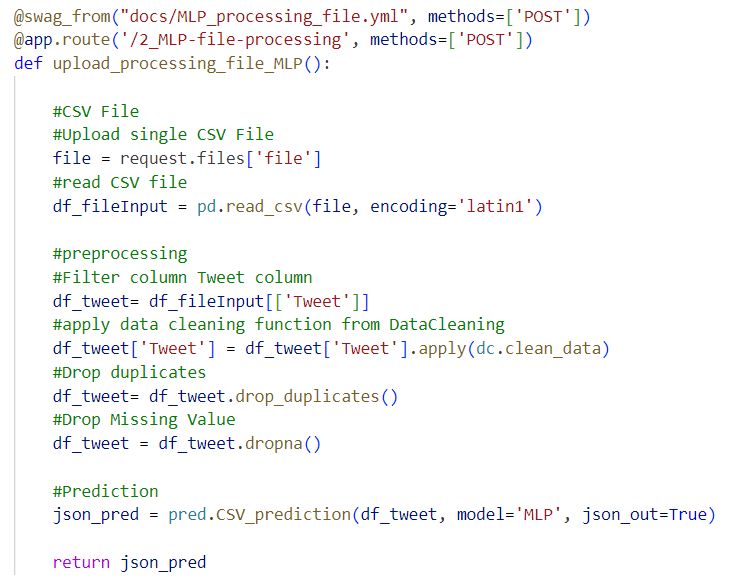 @swag_from("docs/MLP_processing_file.yml", methods=['POST'])
@app.route('/2_MLP-file-processing', methods=['POST'])
def upload_processing_file_MLP():
#CSV File
#Upload single CSV File
file = request.files['file']
#read CSV file
df_fileInput = pd.read_csv(file, encoding='latin1')
#preprocessing
#Filter column Tweet column
df_tweet= df_fileInput[['Tweet']]
#apply data cleaning function from DataCleaning
df_tweet['Tweet'] = df_tweet['Tweet'].apply(dc.clean_data)
#Drop duplicates
df_tweet= df_tweet.drop_duplicates()
#Drop Missing Value
df_tweet = df_tweet.dropna()
#Prediction
json_pred = pred.CSV_prediction(df_tweet, model='MLP', json_out=True)
return json_pred